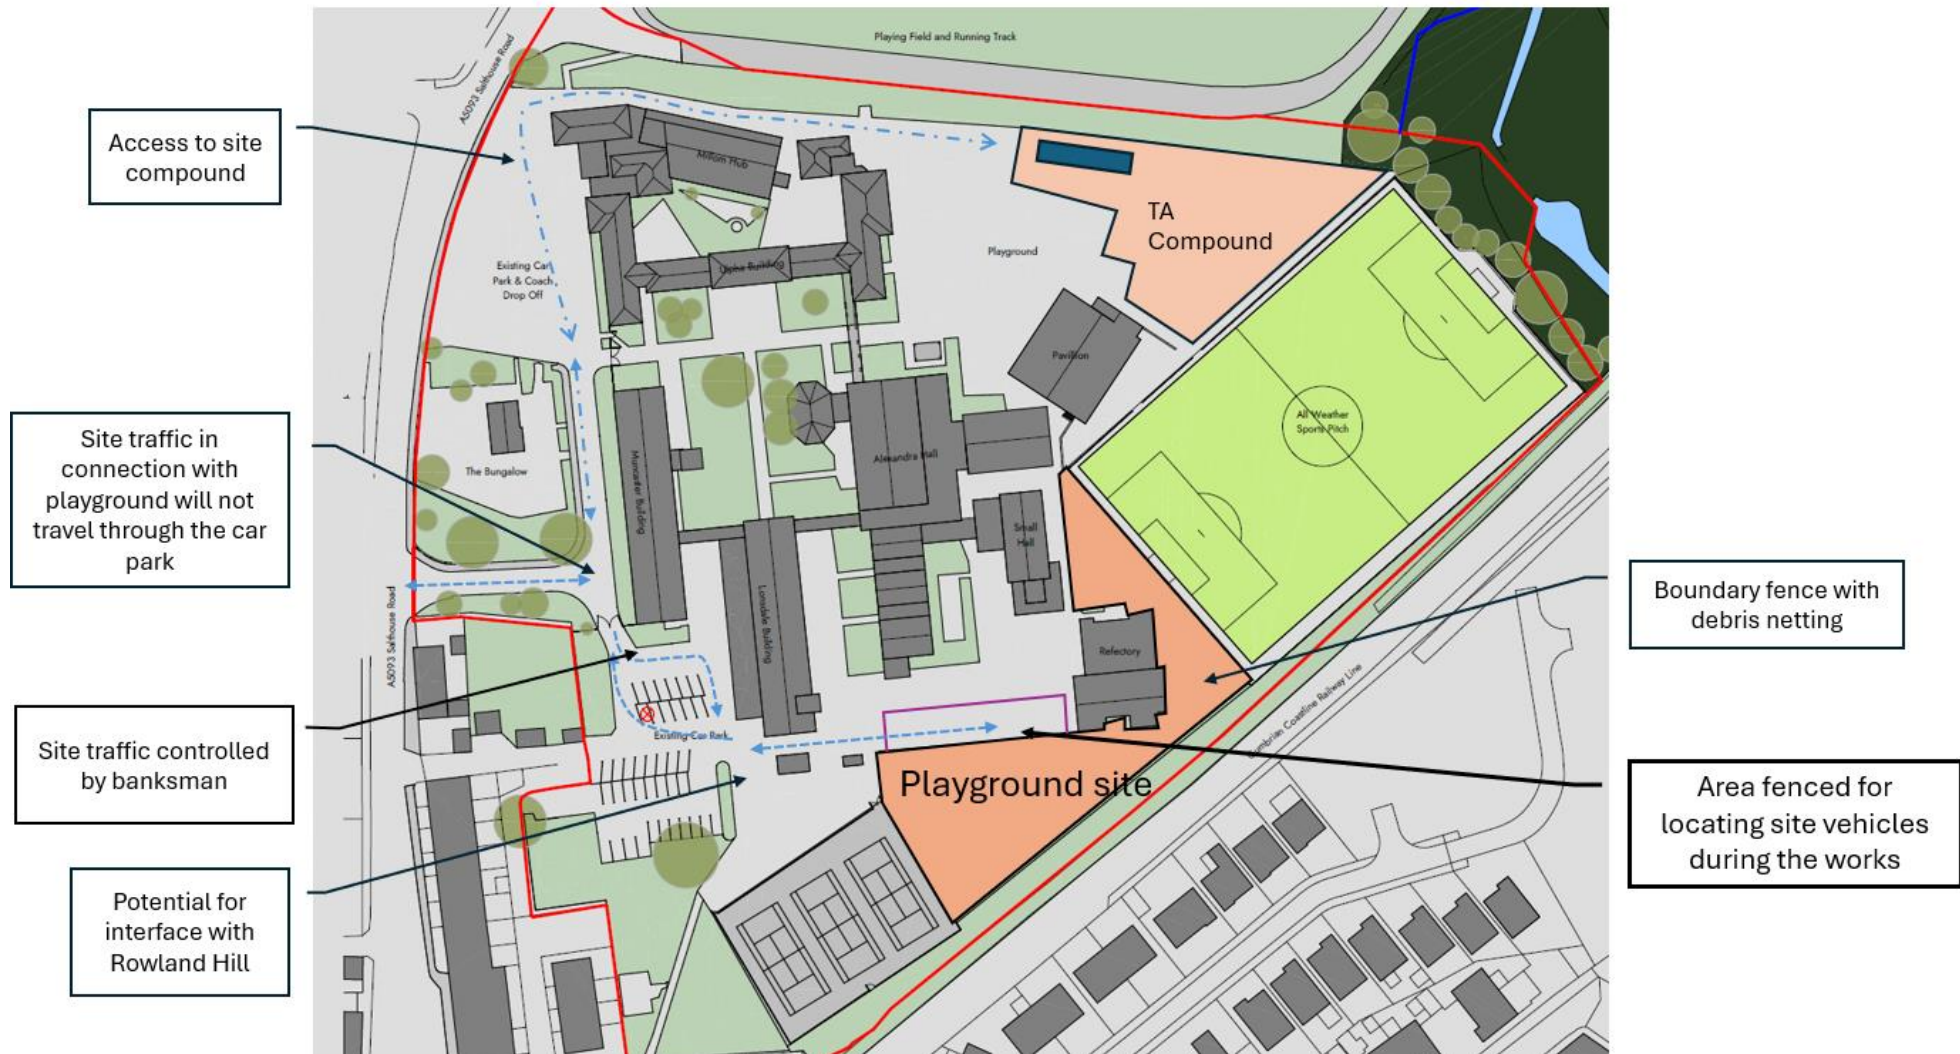 Playing Field and Running Track
A5093 Salthouse Road
Access to site
compound
Millom Hub
TA
Compound
Playground
Existing Car
Park & Coach
Drop Off
Pavillion
All Weather
Sports Pitch
Site traffic in
connection with
playground will not
travel through the car
park
The Bungalow
Muncaster Building
Alexandra Hall
Small
Hall
Lonsdale Building
A5093 Salthouse Road
Boundary fence with
debris netting
Refectory
Cumbrian Coastline Railway Line
Site traffic controlled
by banksman
Existing Car Park
Playground site
Area fenced for
locating site vehicles
during the works
Potential for
interface with
Rowland Hill